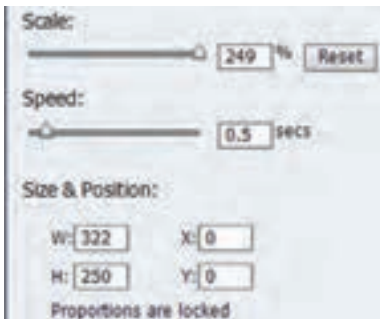 Scale:
249 % Reset
Speed:
0.5 secs
Size & Position:
W: 322 X: 0
H: 250 Y: 0
Proportions are locked